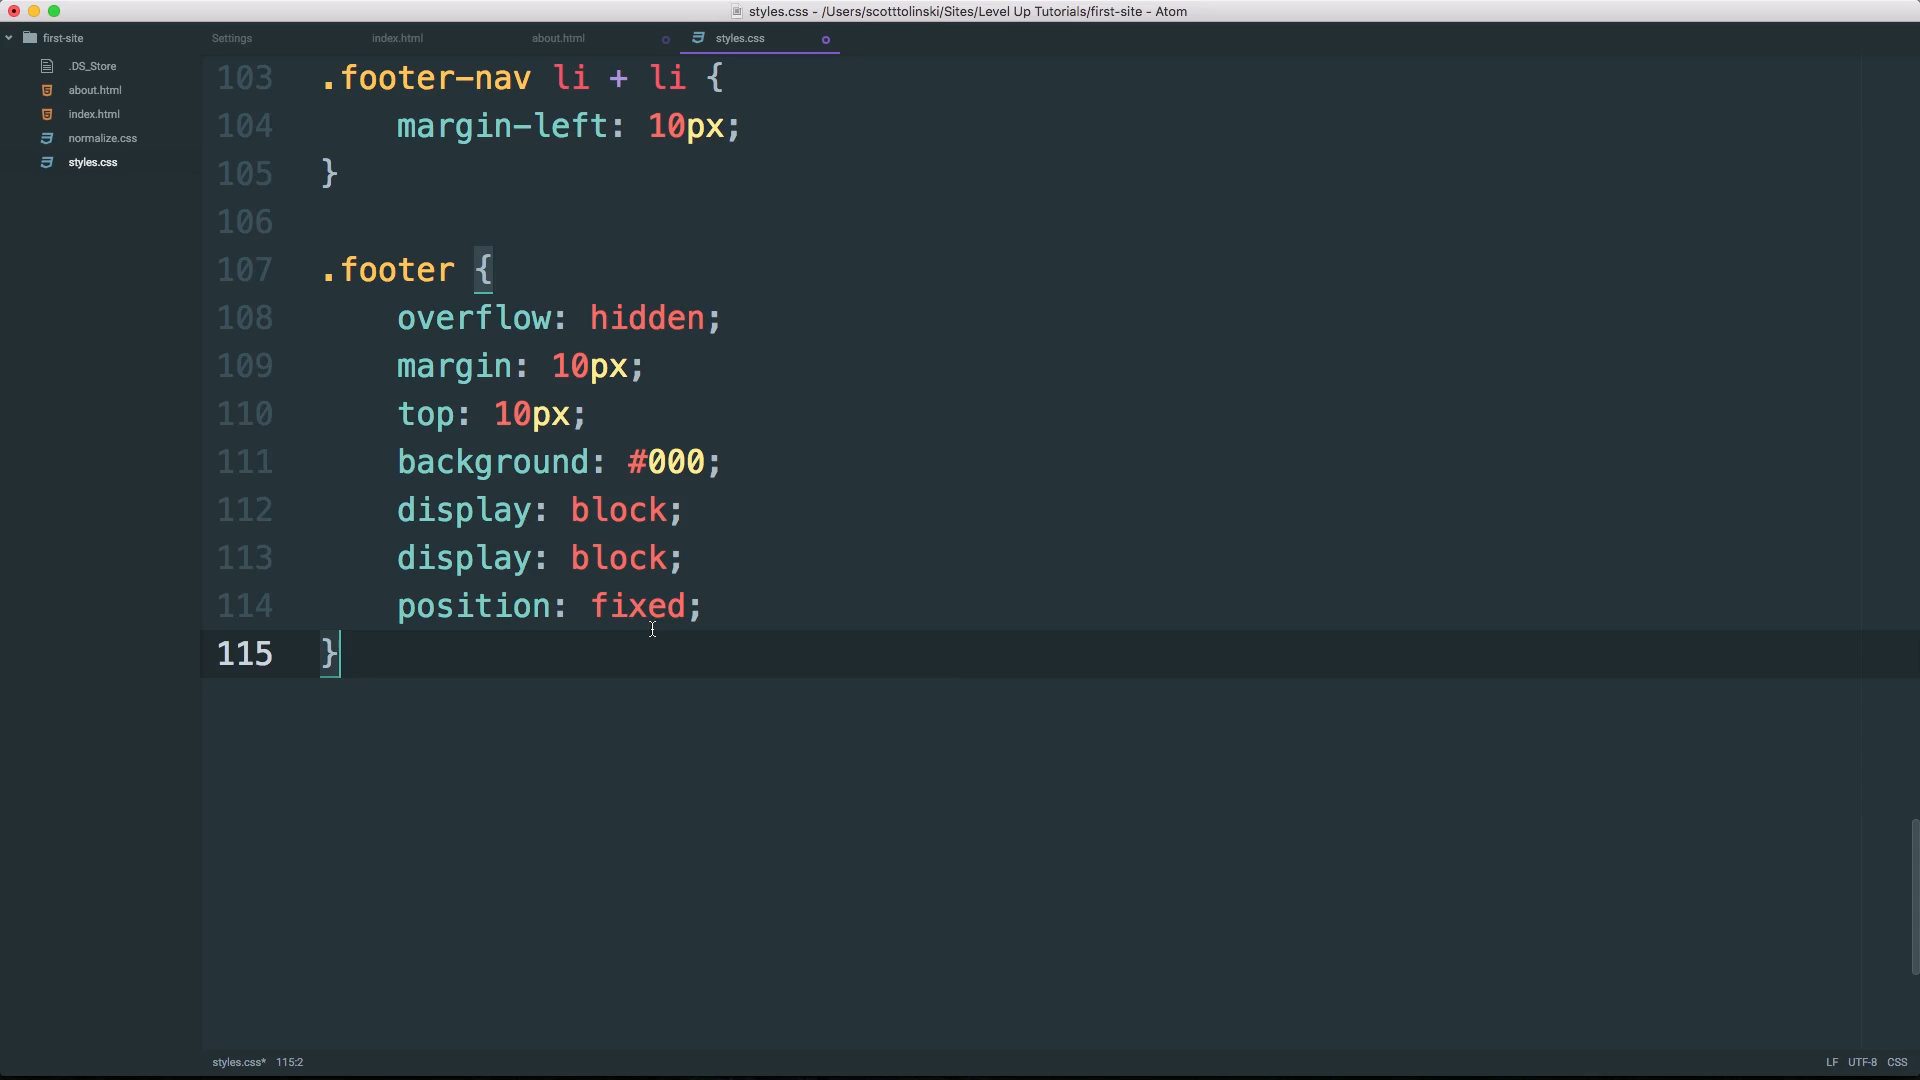 styles.css - /Users/scotttolinski/Sites/Level Up Tutorials/first-site - Atom
first-site
.DS_Store
about.html
index.html
normalize.css
styles.css
Settings index.html about.html styles.css
103 .footer-nav li + li {
104 margin-left: 10px;
105 }
106
107 .footer {
108 overflow: hidden;
109 margin: 10px;
110 top: 10px;
111 background: #000;
112 display: block;
113 display: block;
114 position: fixed;
115 }
styles.css* 115:2 LF UTF-8 CSS